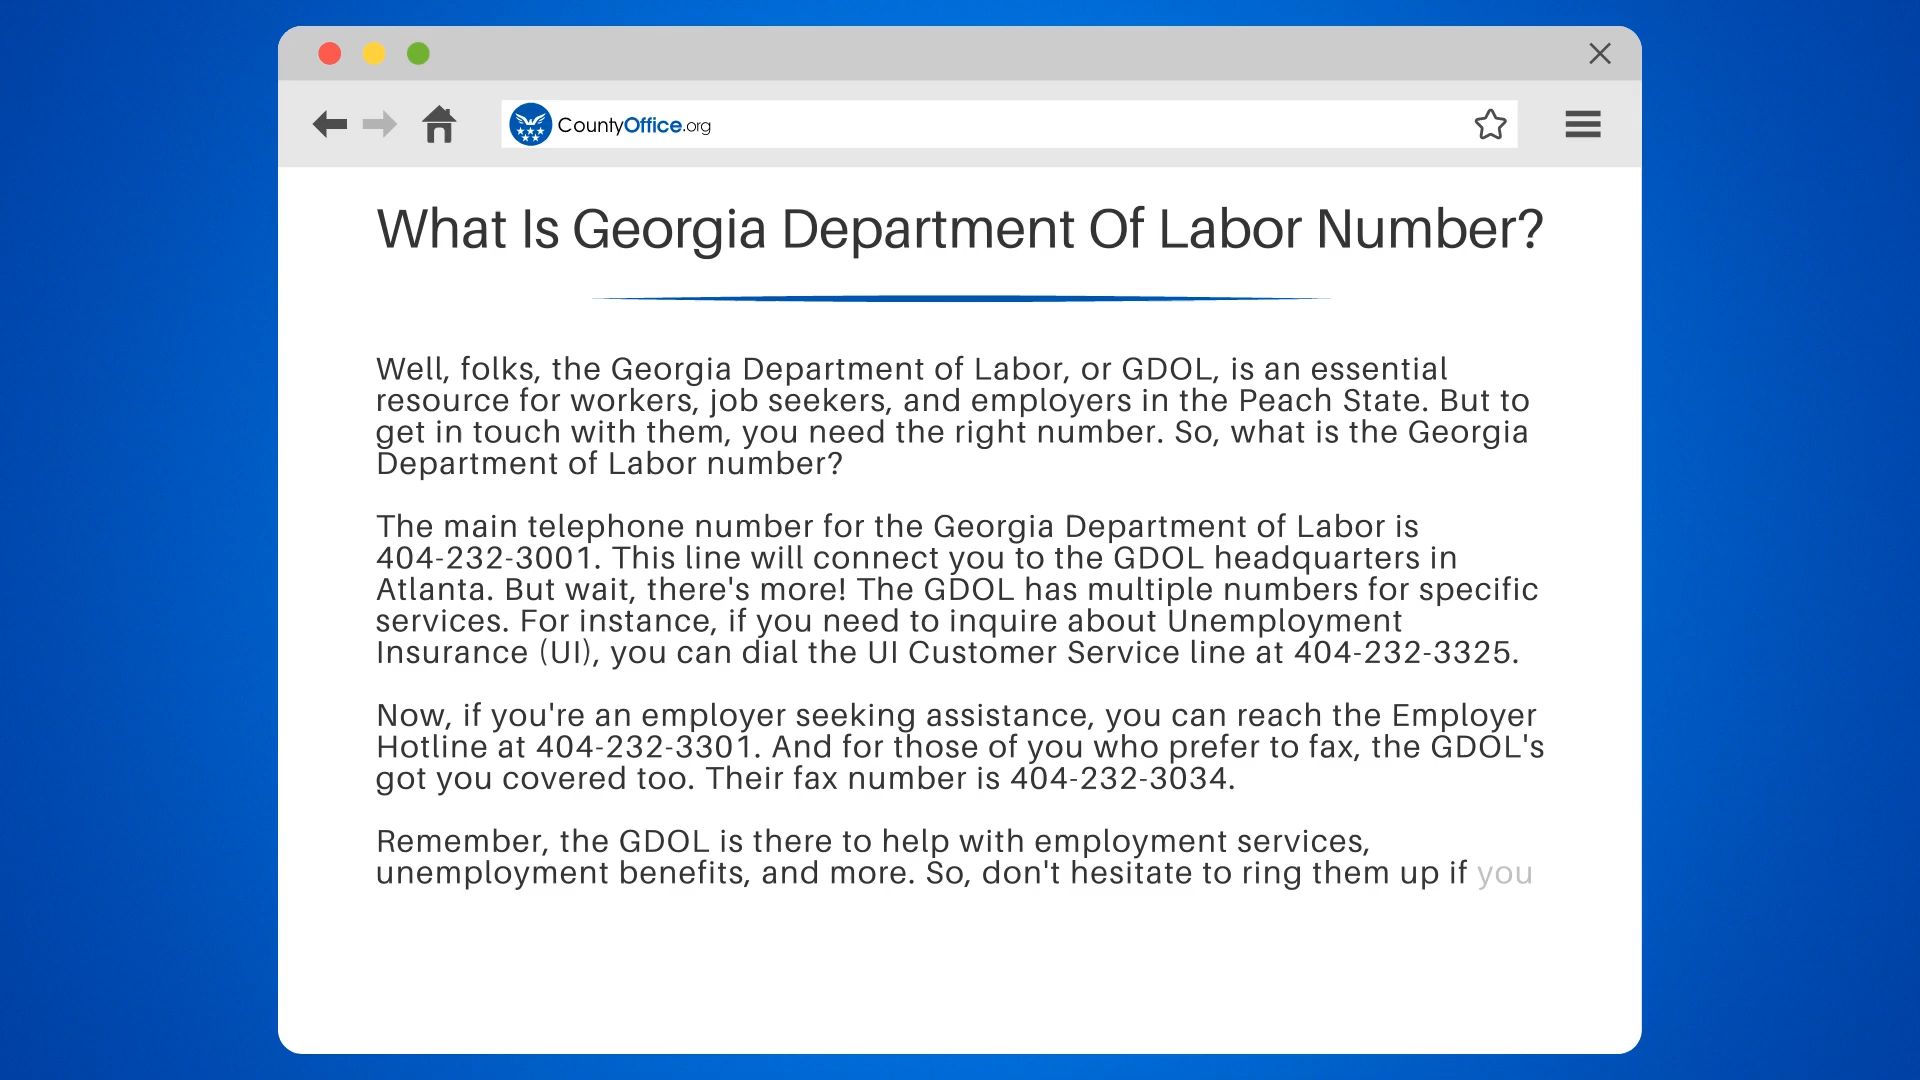 CountyOffice.org
What Is Georgia Department Of Labor Number?
Well, folks, the Georgia Department of Labor, or GDOL, is an essential
resource for workers, job seekers, and employers in the Peach State. But to
get in touch with them, you need the right number. So, what is the Georgia
Department of Labor number?
The main telephone number for the Georgia Department of Labor is
404-232-3001. This line will connect you to the GDOL headquarters in
Atlanta. But wait, there's more! The GDOL has multiple numbers for specific
services. For instance, if you need to inquire about Unemployment
Insurance (UI), you can dial the UI Customer Service line at 404-232-3325.
Now, if you're an employer seeking assistance, you can reach the Employer
Hotline at 404-232-3301. And for those of you who prefer to fax, the GDOL's
got you covered too. Their fax number is 404-232-3034.
Remember, the GDOL is there to help with employment services,
unemployment benefits, and more. So, don't hesitate to ring them up if you